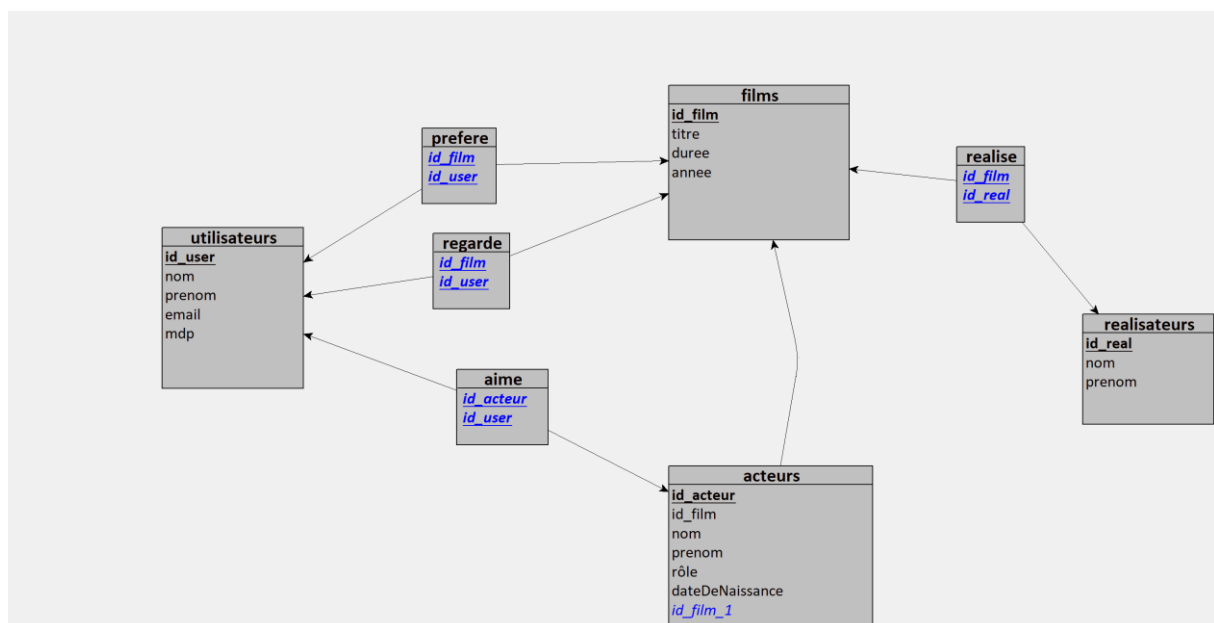 films
id_film
titre
duree
annee
prefere
id_film
id_user
realise
id_film
id_real
utilisateurs
id_user
nom
prenom
email
mdp
regarde
id_film
id_user
realisateurs
id_real
nom
prenom
aime
id_acteur
id_user
acteurs
id_acteur
id_film
nom
prenom
rôle
dateDeNaissance
id_film_1